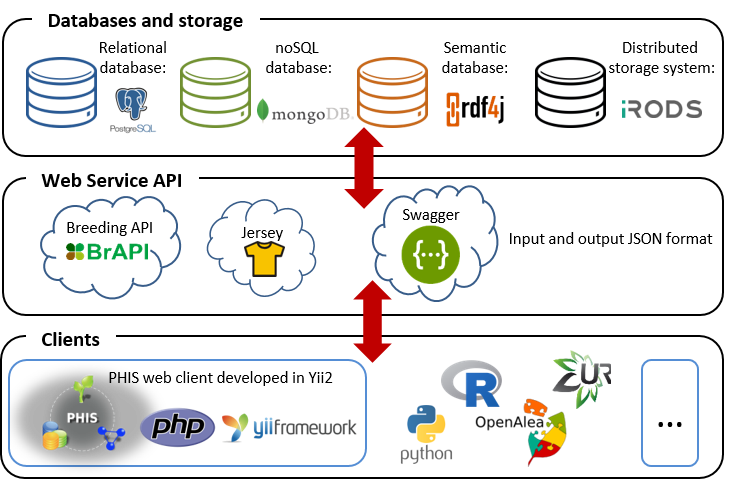 Databases and storage
Relational
database:
PostgreSQL
noSQL
database:
mongoDB.
Semantic
database:
rdf4j
Distributed
storage system:
iRODS
Web Service API
Breeding API
BrAPI
Jersey
Swagger
{···}
Input and output JSON format
Clients
PHIS web client developed in Yii2
PHIS
php
yiiframework
python
R
OpenAlea
ZUR
...